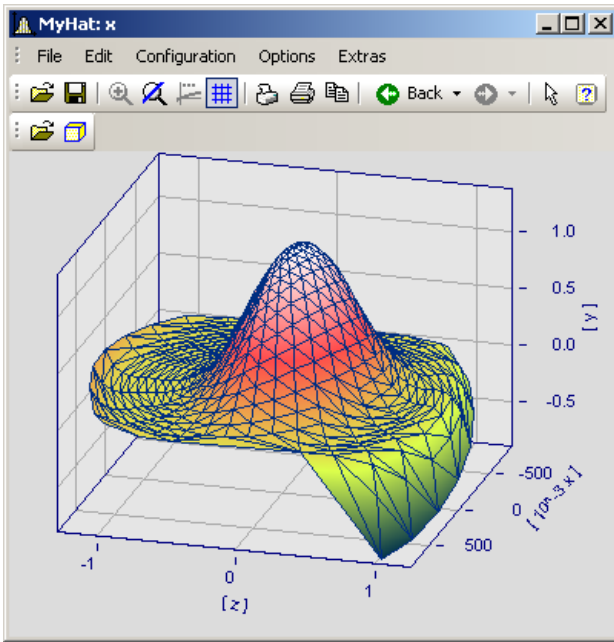 MyHat: x
File Edit Configuration Options Extras
Back
1.0
0.5
[ y ]
0.0
-0.5
-500
0
[ 10^-3 x ]
500
-1
0
1
[ z ]